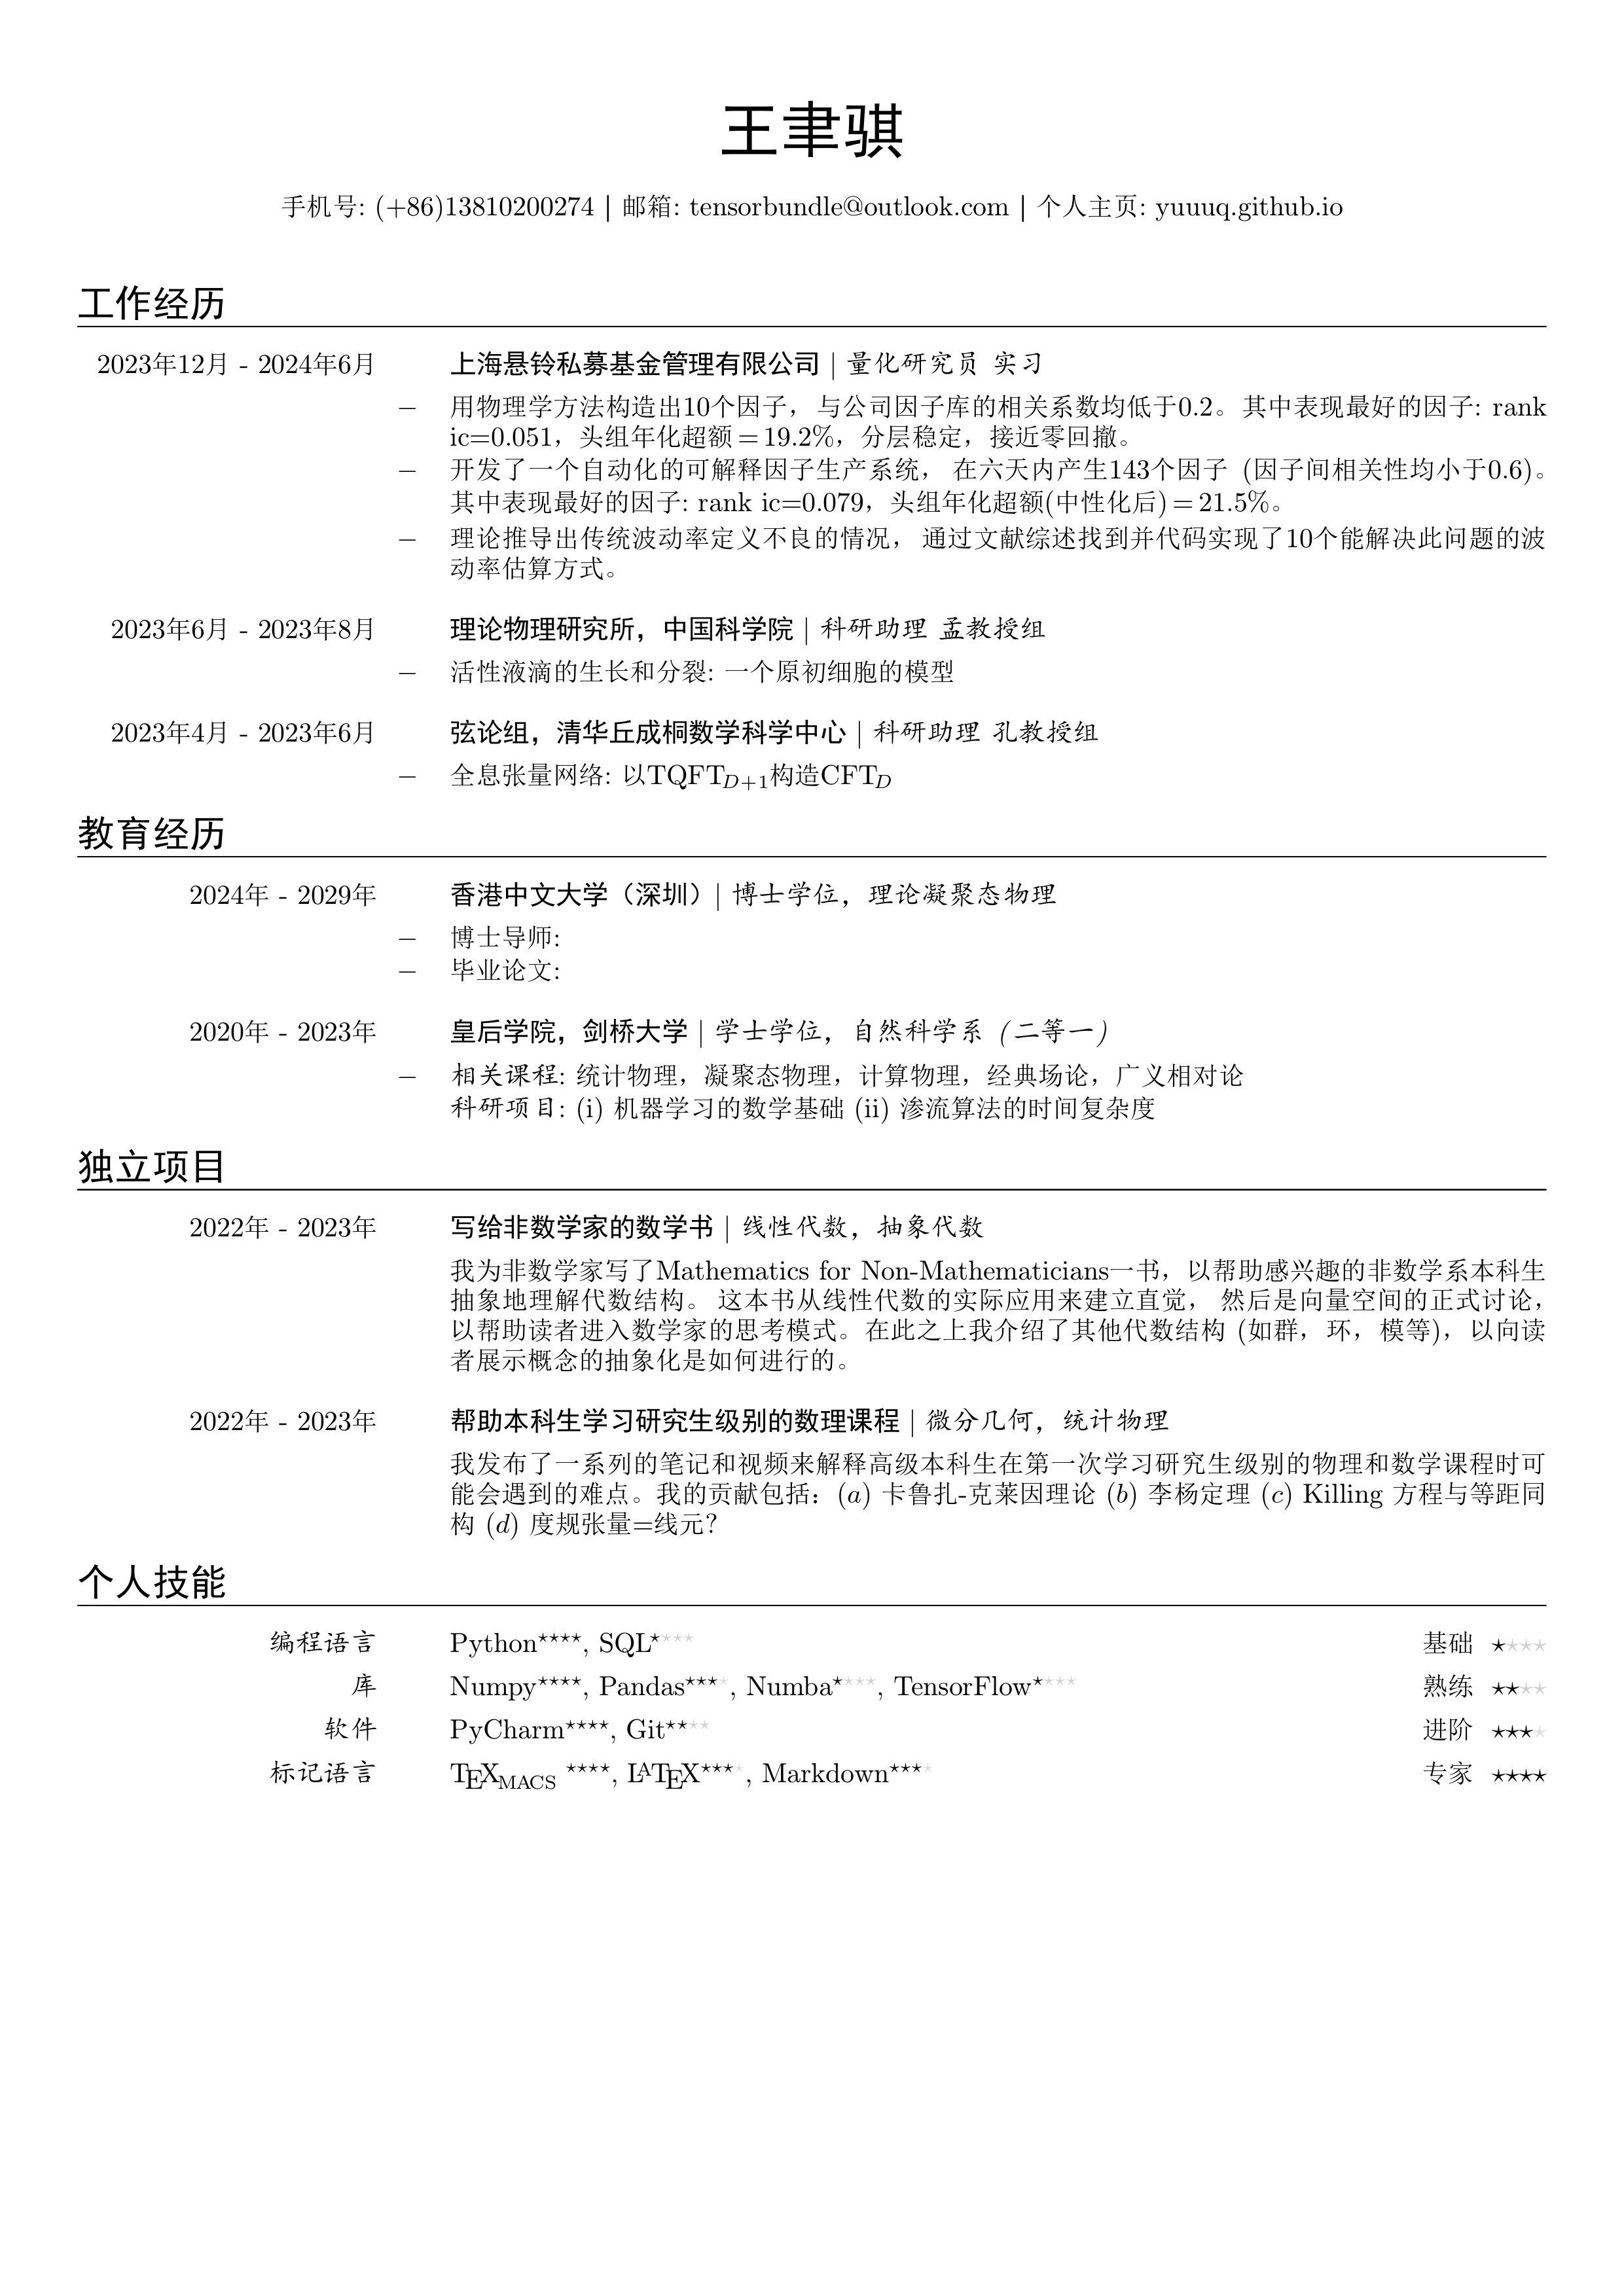 王聿骐
手机号: (+86)13810200274 | 邮箱: tensorbundle@outlook.com | 个人主页: yuuuq.github.io
工作经历
2023年12月 - 2024年6月 上海悬铃私募基金管理有限公司 | 量化研究员 实习
– 用物理学方法构造出10个因子，与公司因子库的相关系数均低于0.2。其中表现最好的因子: rank
ic=0.051，头组年化超额=19.2%，分层稳定，接近零回撤。
– 开发了一个自动化的可解释因子生产系统，在六天内产生143个因子 (因子间相关性均小于0.6)。
其中表现最好的因子: rank ic=0.079，头组年化超额(中性化后)=21.5%。
– 理论推导出传统波动率定义不良的情况，通过文献综述找到并代码实现了10个能解决此问题的波
动率估算方式。
2023年6月 - 2023年8月 理论物理研究所，中国科学院 | 科研助理 孟教授组
– 活性液滴的生长和分裂: 一个原初细胞的模型
2023年4月 - 2023年6月 弦论组，清华丘成桐数学科学中心 | 科研助理 孔教授组
– 全息张量网络: 以TQFT_{D+1}构造CFT_D
教育经历
2024年 - 2029年 香港中文大学（深圳）| 博士学位，理论凝聚态物理
– 博士导师:
– 毕业论文:
2020年 - 2023年 皇后学院，剑桥大学 | 学士学位，自然科学系 (二等一)
– 相关课程: 统计物理，凝聚态物理，计算物理，经典场论，广义相对论
科研项目: (i) 机器学习的数学基础 (ii) 渗流算法的时间复杂度
独立项目
2022年 - 2023年 写给非数学家的数学书 | 线性代数，抽象代数
我为非数学家写了Mathematics for Non-Mathematicians一书，以帮助感兴趣的非数学系本科生
抽象地理解代数结构。这本书从线性代数的实际应用来建立直觉，然后是向量空间的正式讨论，
以帮助读者进入数学家的思考模式。在此之上我介绍了其他代数结构 (如群，环，模等)，以向读
者展示概念的抽象化是如何进行的。
2022年 - 2023年 帮助本科生学习研究生级别的数理课程 | 微分几何，统计物理
我发布了一系列的笔记和视频来解释高级本科生在第一次学习研究生级别的物理和数学课程时可
能会遇到的难点。我的贡献包括：(a) 卡鲁扎-克莱因理论 (b) 李杨定理 (c) Killing 方程与等距同
构 (d) 度规张量=线元?
个人技能
编程语言 Python★★★★, SQL★★★★ 基础 ★★★★
库 Numpy★★★★, Pandas★★★★, Numba★★★★, TensorFlow★★★★ 熟练 ★★★★
软件 PyCharm★★★★, Git★★★★ 进阶 ★★★★
标记语言 TEXMACS ★★★★, LATEX★★★★, Markdown★★★★ 专家 ★★★★